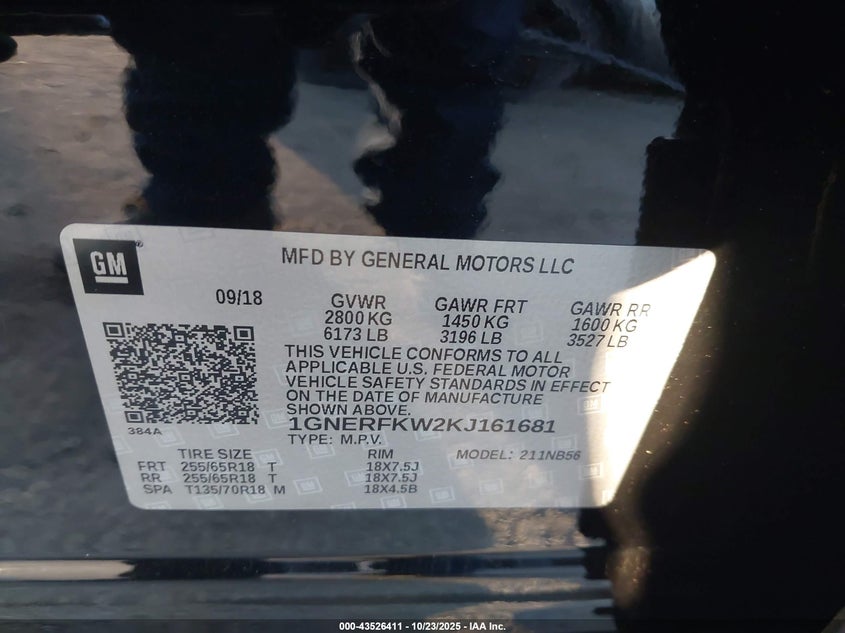 GM
MFD BY GENERAL MOTORS LLC
09/18
GVWR
2800 KG
6173 LB
GAWR FRT
1450 KG
3196 LB
GAWR RR
1600 KG
3527 LB
THIS VEHICLE CONFORMS TO ALL
APPLICABLE U.S. FEDERAL MOTOR
VEHICLE SAFETY STANDARDS IN EFFECT
ON THE DATE OF MANUFACTURE
SHOWN ABOVE.
384A
1GNERFKW2KJ161681
TYPE: M.P.V.
MODEL: 211NB56
TIRE SIZE RIM
FRT 255/65R18 T 18X7.5J
RR 255/65R18 T 18X7.5J
SPA T135/70R18 M 18X4.5B
000-43526411 - 10/23/2025 - IAA Inc.